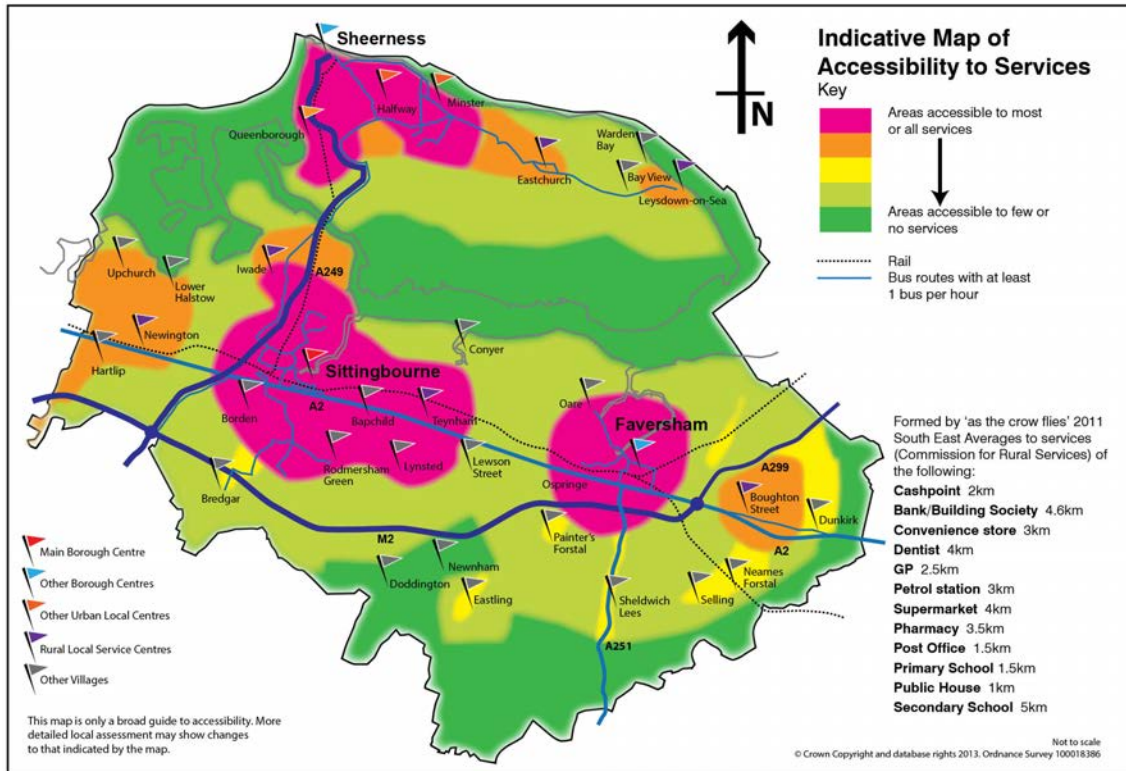 Indicative Map of
Accessibility to Services
Key
Areas accessible to most
or all services
Areas accessible to few or
no services
Rail
Bus routes with at least
1 bus per hour
N
Sheerness
Halfway
Minster
Queenborough
Warden
Bay
Eastchurch
Bay View
Leysdown-on-Sea
Upchurch
Lower
Halstow
Iwade
A249
Newington
Hartlip
Conyer
Sittingbourne
Borden
A2
Bapchild
Teynham
Oare
Faversham
Rodmersham
Green
Lynsted
Lewson
Street
Ospringe
A299
Boughton
Street
Bredgar
Dunkirk
M2
Painter's
Forstal
A2
Newnham
Doddington
Eastling
Sheldwich
Lees
Selling
Neames
Forstal
A251
Main Borough Centre
Other Borough Centres
Other Urban Local Centres
Rural Local Service Centres
Other Villages
This map is only a broad guide to accessibility. More
detailed local assessment may show changes
to that indicated by the map.
Formed by 'as the crow flies' 2011
South East Averages to services
(Commission for Rural Services) of
the following:
Cashpoint 2km
Bank/Building Society 4.6km
Convenience store 3km
Dentist 4km
GP 2.5km
Petrol station 3km
Supermarket 4km
Pharmacy 3.5km
Post Office 1.5km
Primary School 1.5km
Public House 1km
Secondary School 5km
Not to scale
© Crown Copyright and database rights 2013. Ordnance Survey 100018386